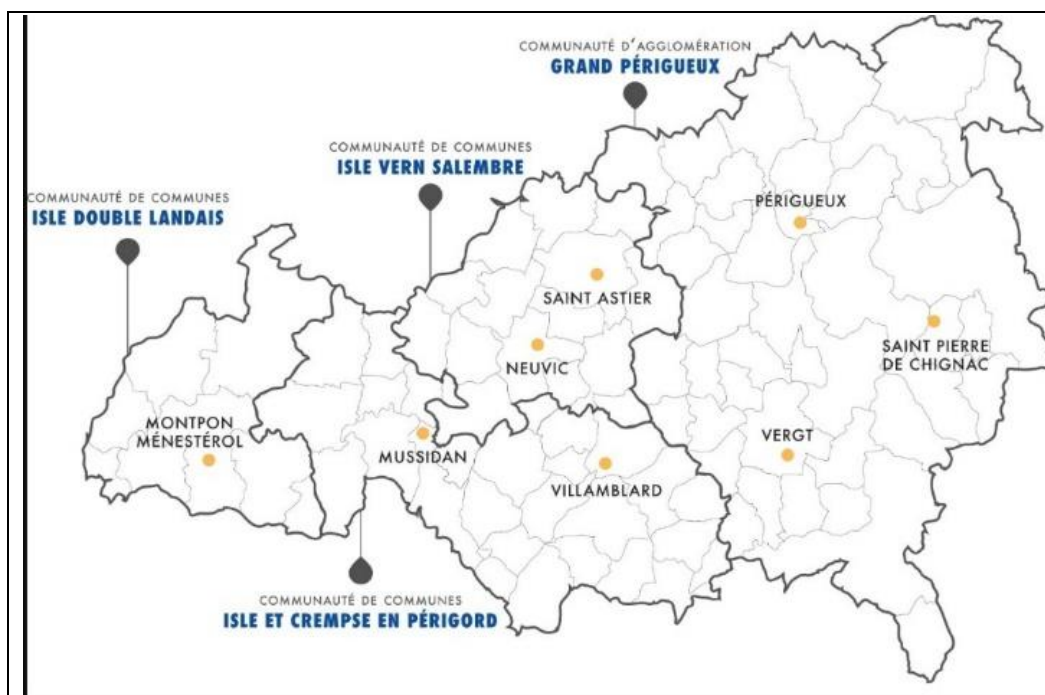 COMMUNAUTÉ D'AGGLOMÉRATION
GRAND PÉRIGUEUX
COMMUNAUTÉ DE COMMUNES
ISLE VERN SALEMBRE
COMMUNAUTÉ DE COMMUNES
ISLE DOUBLE LANDAIS
PÉRIGUEUX
SAINT ASTIER
SAINT PIERRE
DE CHIGNAC
NEUVIC
MONTPON
MÉNESTÉROL
MUSSIDAN
VERGT
VILLAMBLARD
COMMUNAUTÉ DE COMMUNES
ISLE ET CREMPSE EN PÉRIGORD